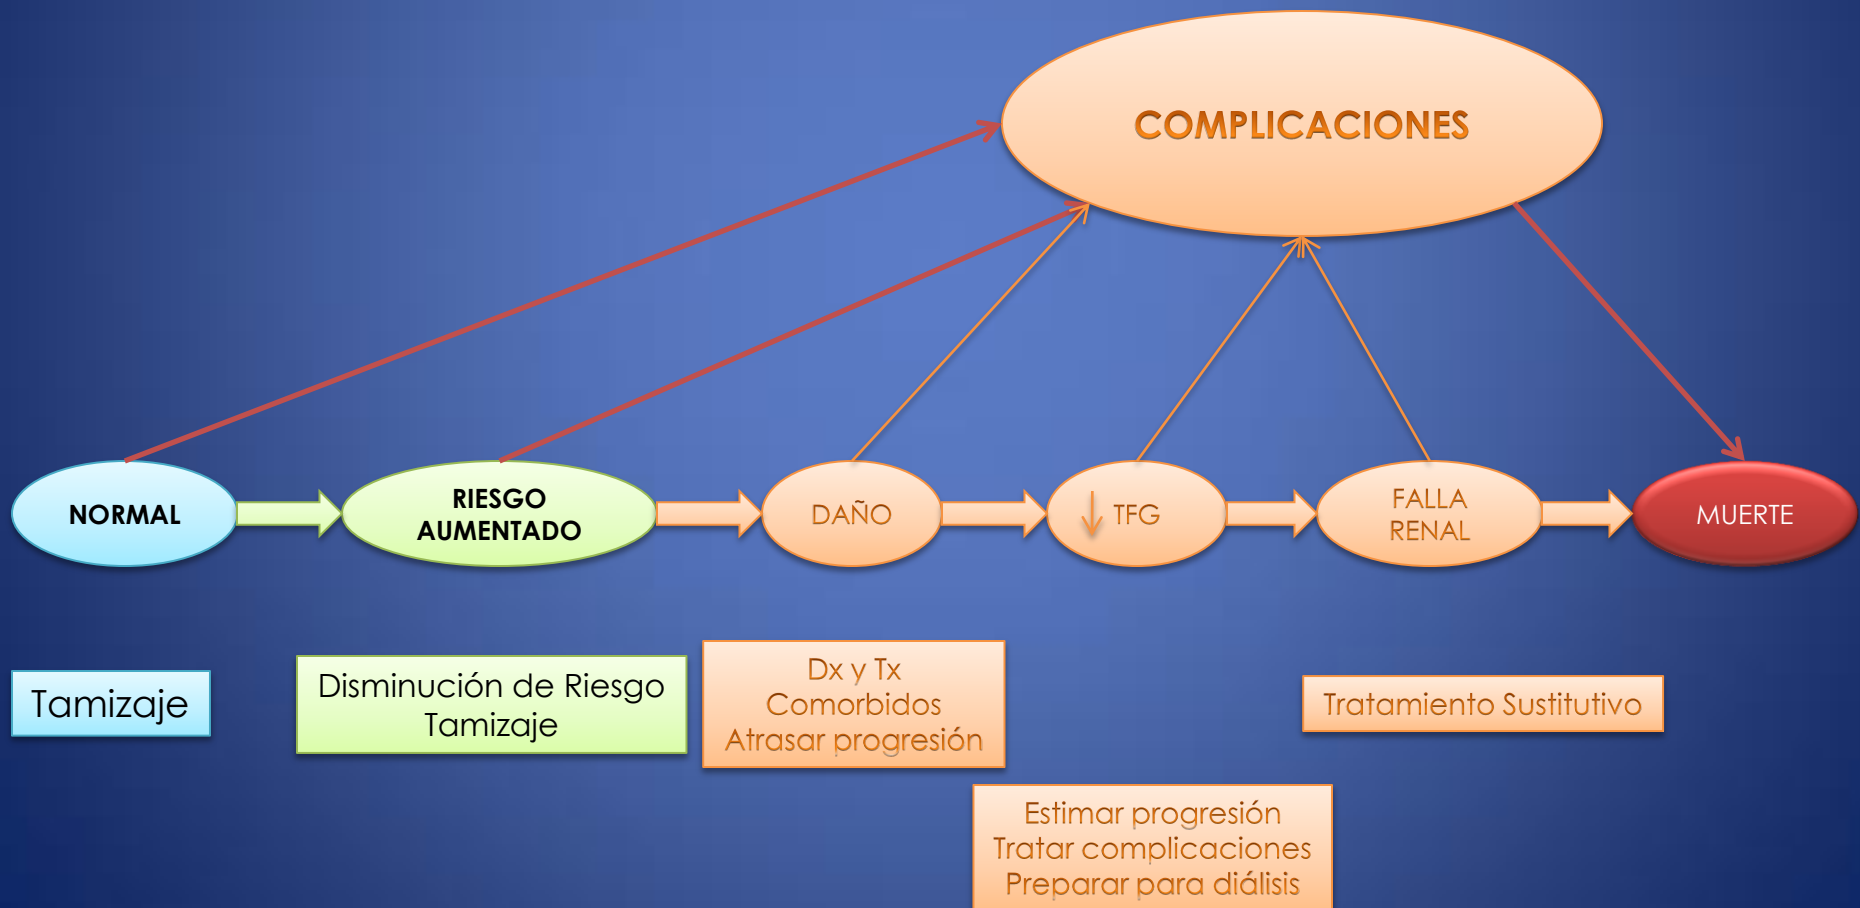 COMPLICACIONES
NORMAL
RIESGO
AUMENTADO
DAÑO
TFG
FALLA
RENAL
MUERTE
Tamizaje
Disminución de Riesgo
Tamizaje
Dx y Tx
Comorbidos
Atrasar progresión
Estimar progresión
Tratar complicaciones
Preparar para diálisis
Tratamiento Sustitutivo